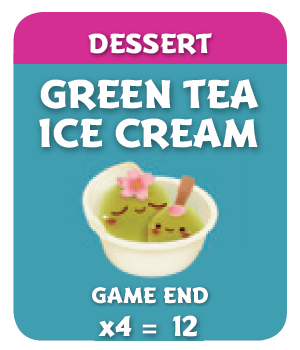 DESSERT
GREEN TEA
ICE CREAM
GAME END
x4 = 12